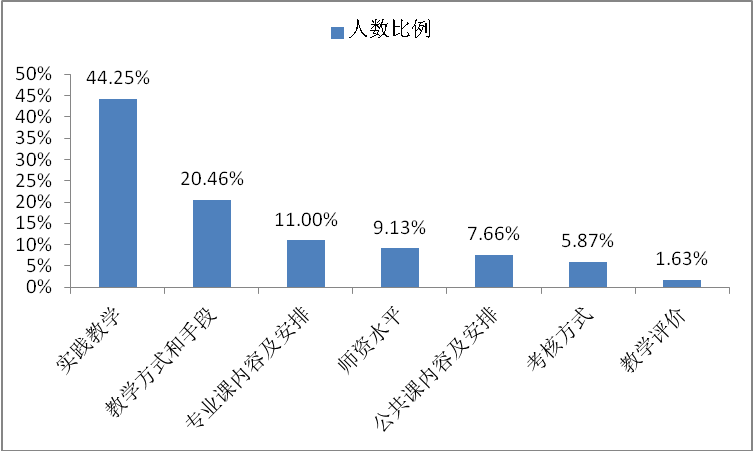 人数比例
50%
45%
40%
35%
30%
25%
20%
15%
10%
5%
0%
44.25%
20.46%
11.00%
9.13%
7.66%
5.87%
1.63%
实践教学
教学方式和手段
专业课内容及安排
师资水平
公共课内容及安排
考核方式
教学评价